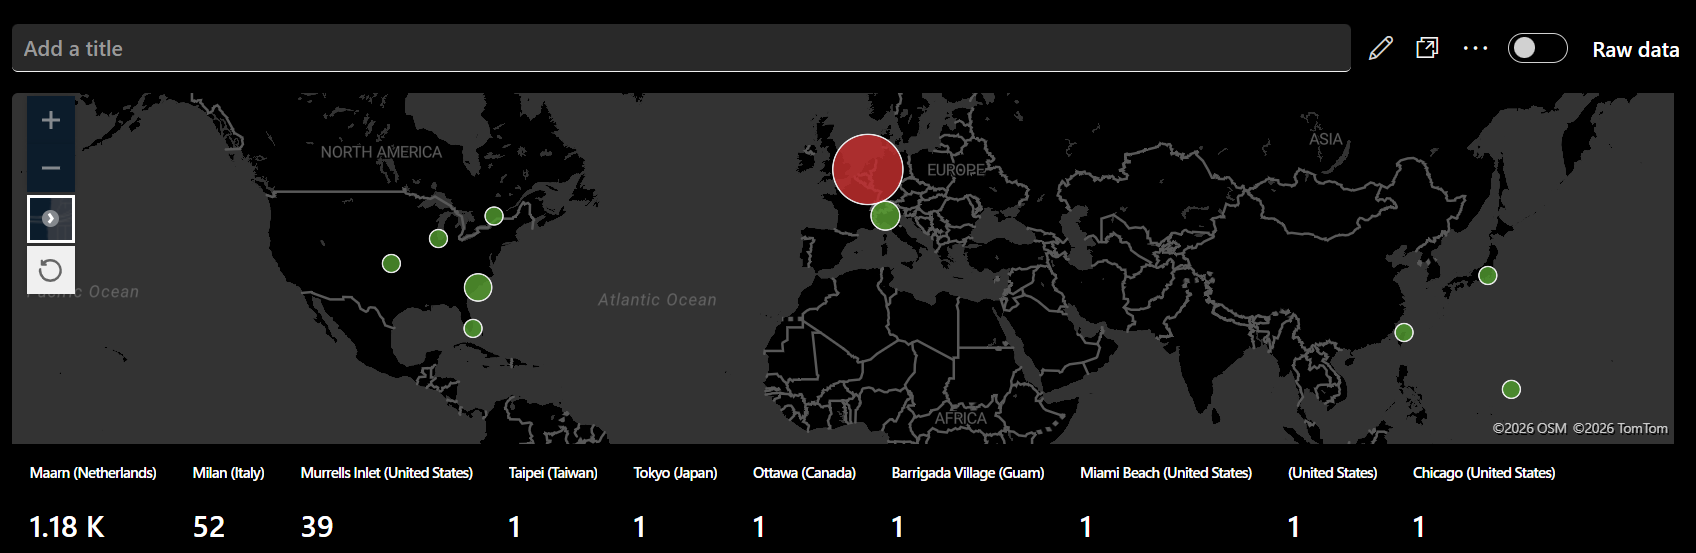 Add a title
Raw data
NORTH AMERICA
ASIA
EUROPE
Pacific Ocean
Atlantic Ocean
AFRICA
©2026 OSM ©2026 TomTom
Maarn (Netherlands)
Milan (Italy)
Murrells Inlet (United States)
Taipei (Taiwan)
Tokyo (Japan)
Ottawa (Canada)
Barrigada Village (Guam)
Miami Beach (United States)
(United States)
Chicago (United States)
1.18 K
52
39
1
1
1
1
1
1
1